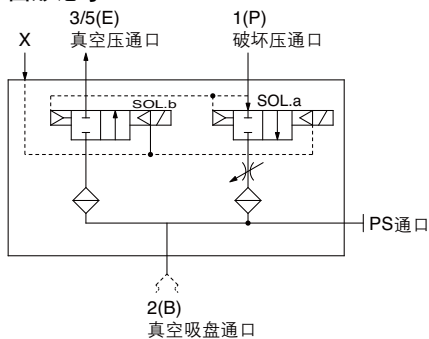 3/5(E)
真空压通口
1(P)
破坏压通口
X
SOL.b
SOL.a
PS通口
2(B)
真空吸盘通口